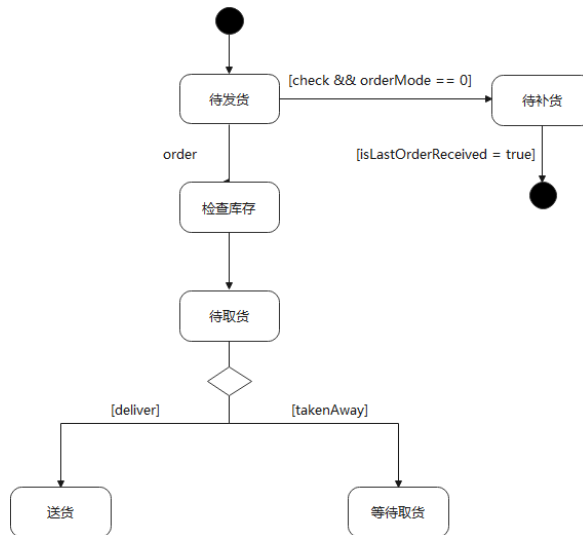 [check && orderMode == 0]
待发货
待补货
order
[isLastOrderReceived = true]
检查库存
待取货
[deliver]
[takenAway]
送货
等待取货